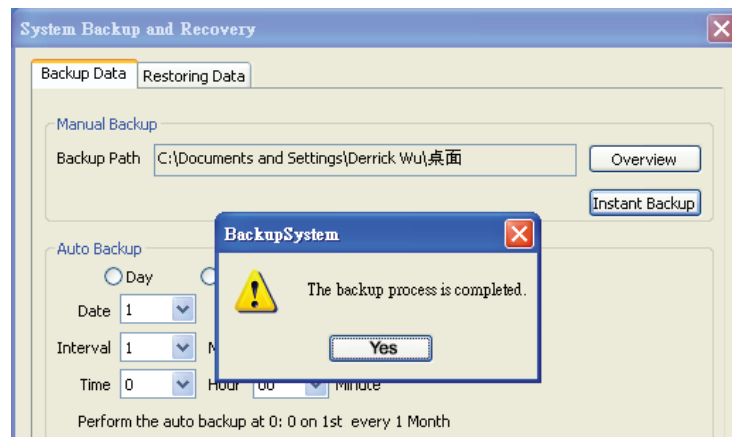 System Backup and Recovery
Backup Data Restoring Data
Manual Backup
Backup Path C:\Documents and Settings\Derrick Wu\桌面 Overview
Instant Backup
BackupSystem
The backup process is completed.
Yes
Auto Backup
Day
Date 1
Interval 1
Time 0 Hour 00 Minute
Perform the auto backup at 0: 0 on 1st every 1 Month